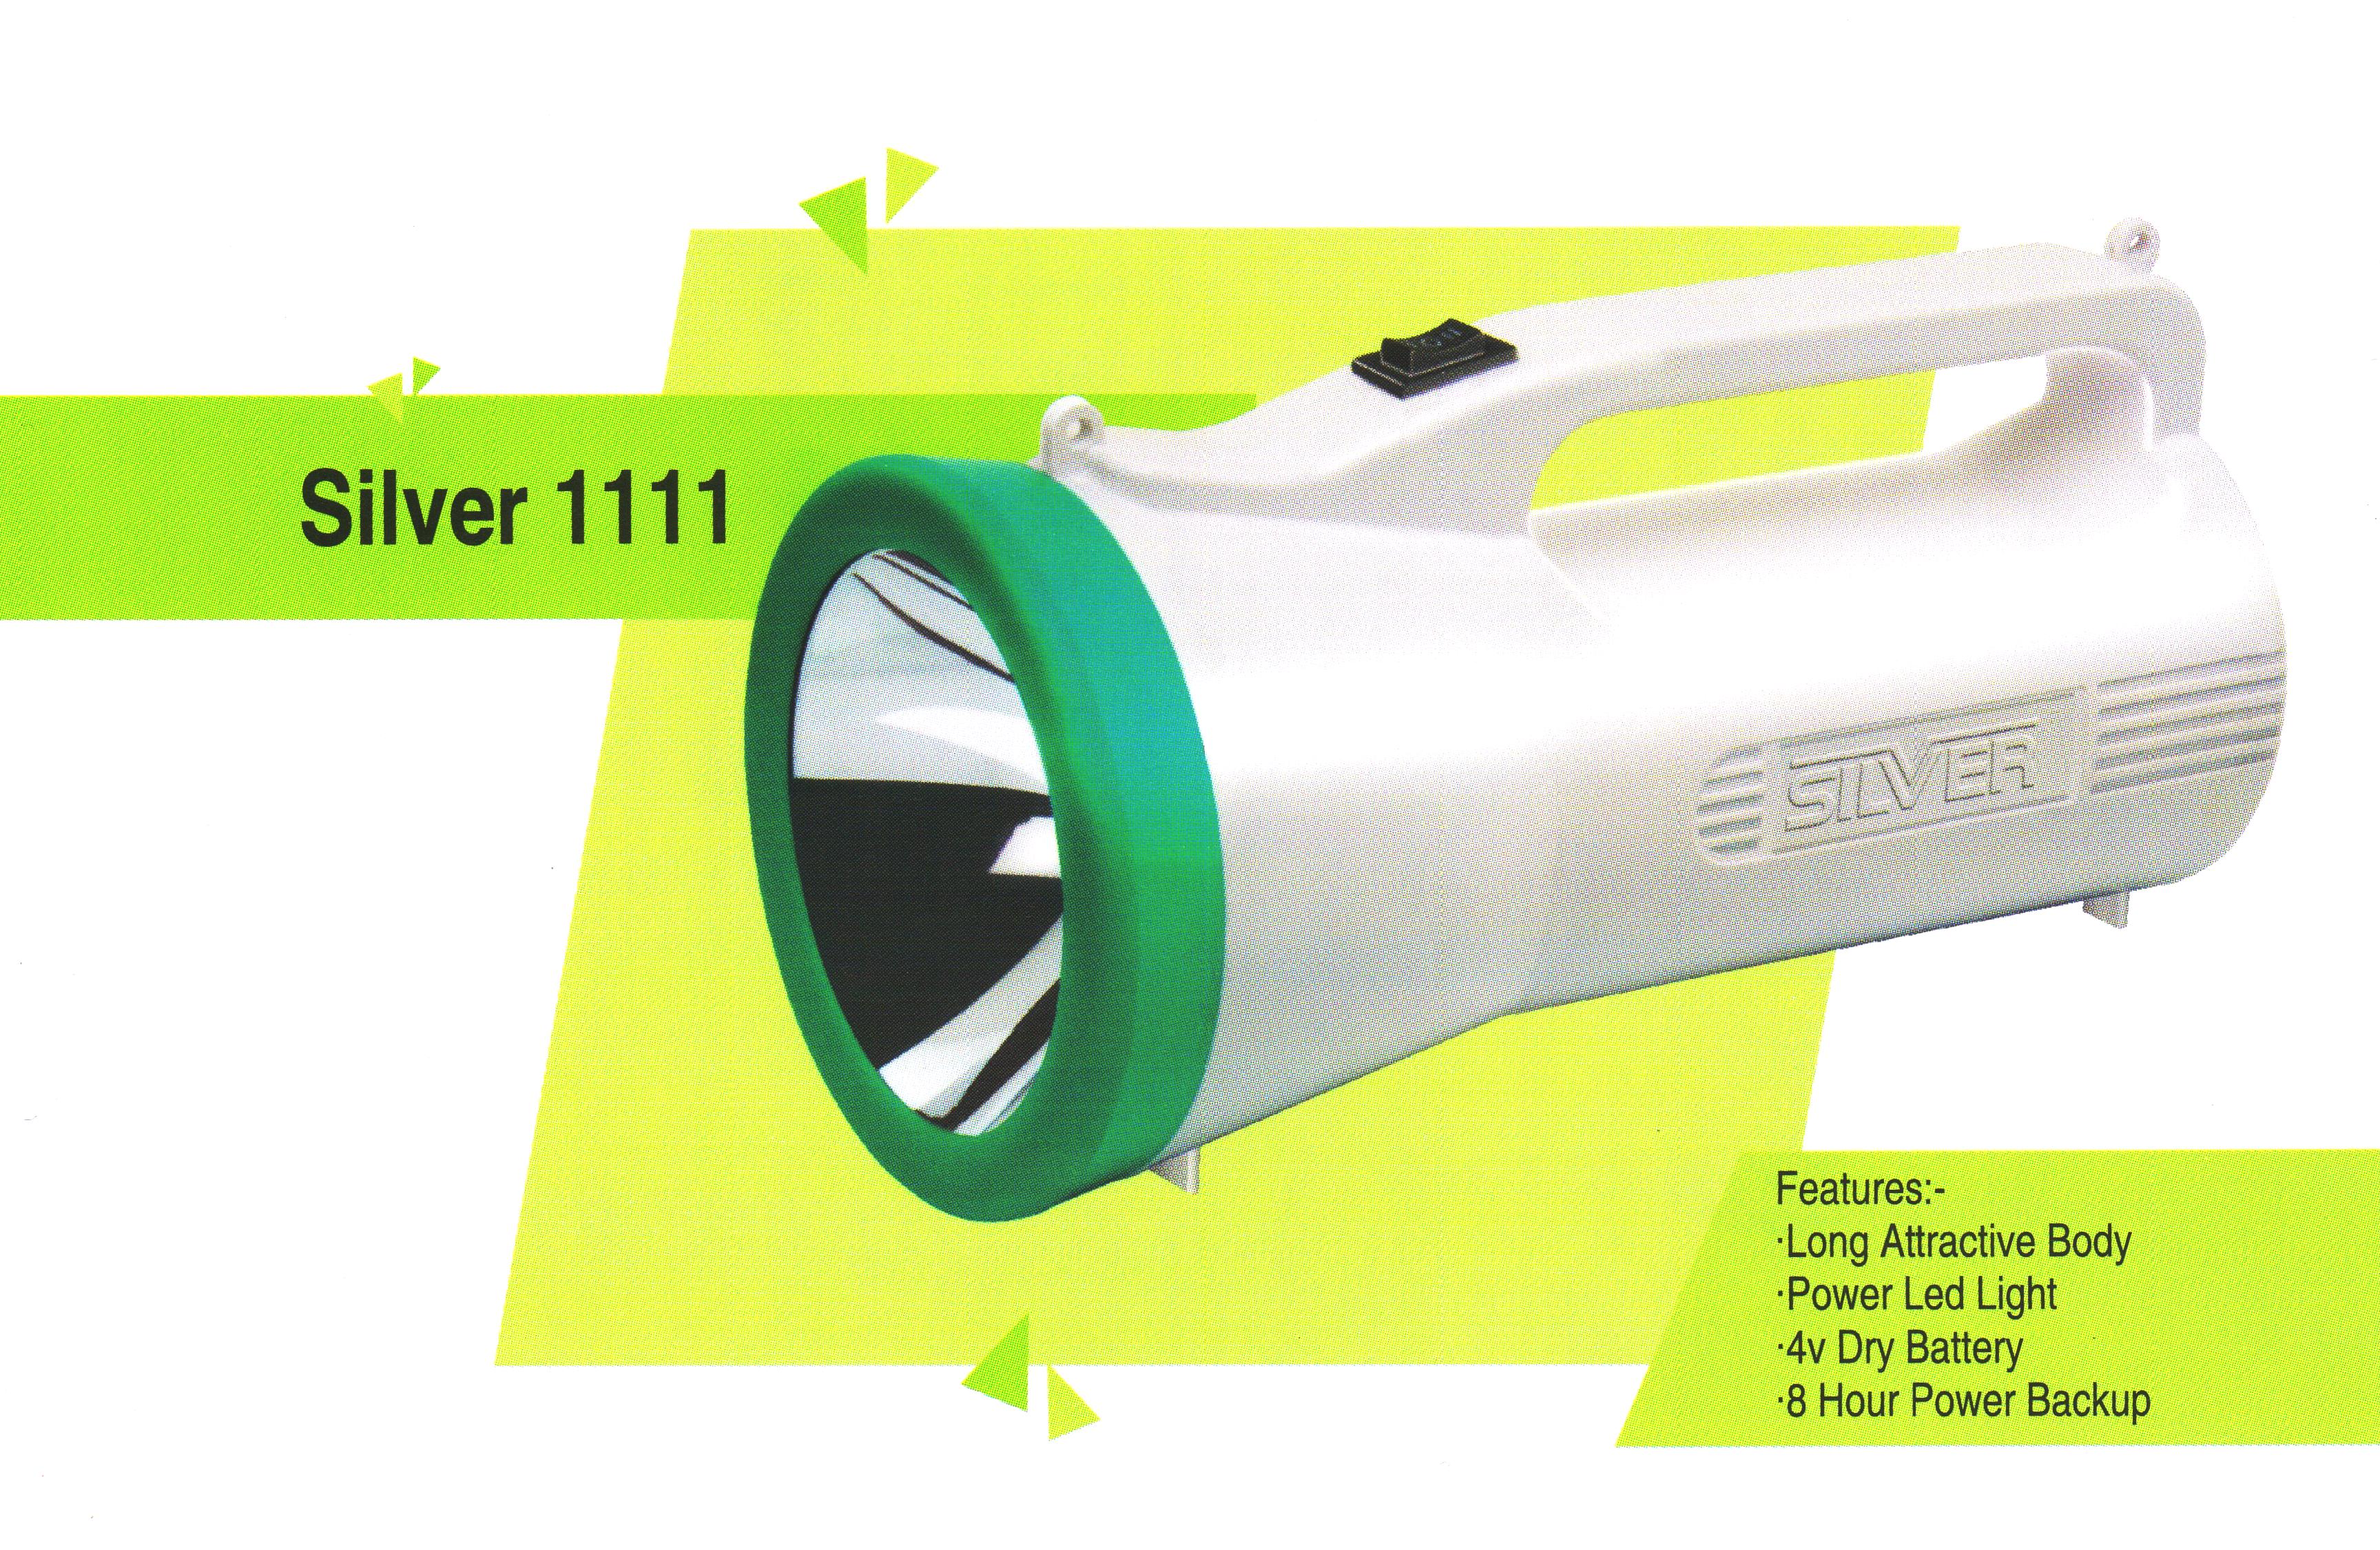 Silver 1111
SILVER
Features:-
·Long Attractive Body
·Power Led Light
·4v Dry Battery
·8 Hour Power Backup